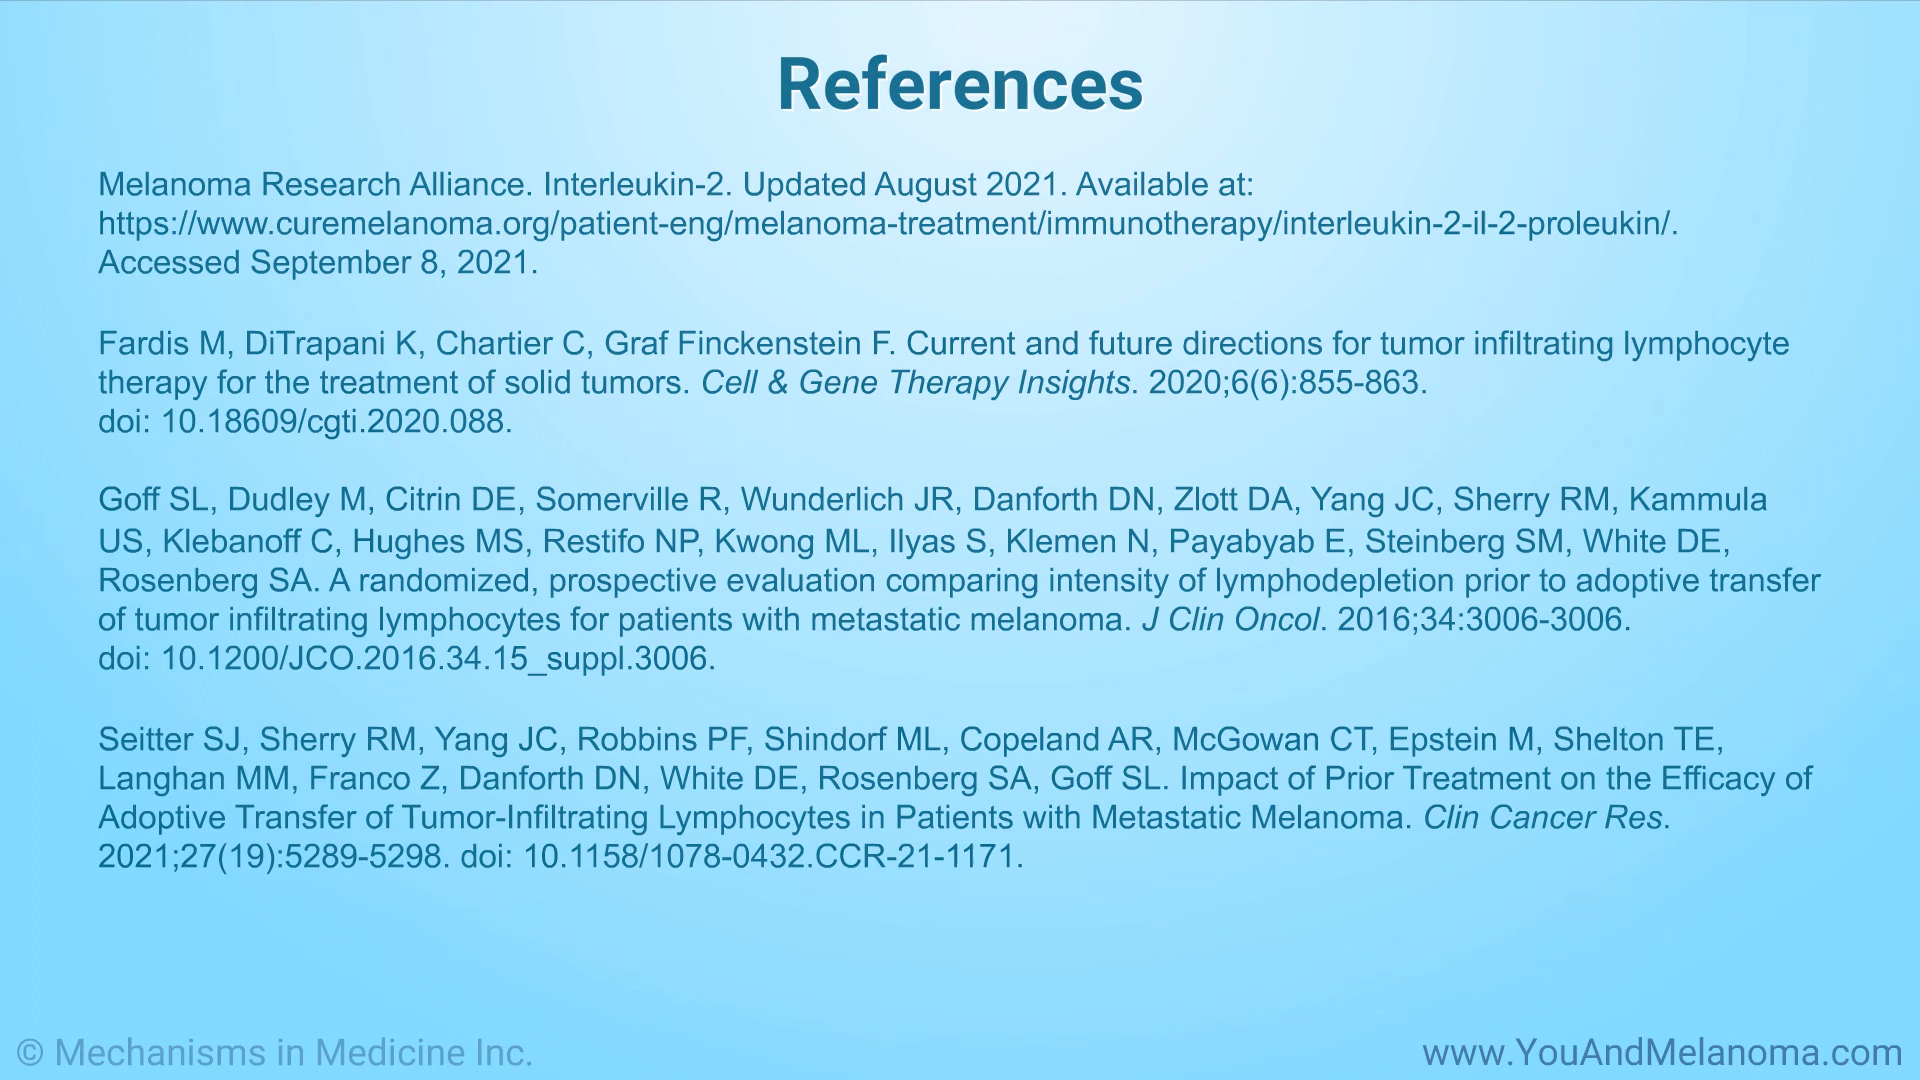 References
Melanoma Research Alliance. Interleukin-2. Updated August 2021. Available at:
https://www.curemelanoma.org/patient-eng/melanoma-treatment/immunotherapy/interleukin-2-il-2-proleukin/.
Accessed September 8, 2021.
Fardis M, DiTrapani K, Chartier C, Graf Finckenstein F. Current and future directions for tumor infiltrating lymphocyte
therapy for the treatment of solid tumors. Cell & Gene Therapy Insights. 2020;6(6):855-863.
doi: 10.18609/cgti.2020.088.
Goff SL, Dudley M, Citrin DE, Somerville R, Wunderlich JR, Danforth DN, Zlott DA, Yang JC, Sherry RM, Kammula
US, Klebanoff C, Hughes MS, Restifo NP, Kwong ML, Ilyas S, Klemen N, Payabyab E, Steinberg SM, White DE,
Rosenberg SA. A randomized, prospective evaluation comparing intensity of lymphodepletion prior to adoptive transfer
of tumor infiltrating lymphocytes for patients with metastatic melanoma. J Clin Oncol. 2016;34:3006-3006.
doi: 10.1200/JCO.2016.34.15_suppl.3006.
Seitter SJ, Sherry RM, Yang JC, Robbins PF, Shindorf ML, Copeland AR, McGowan CT, Epstein M, Shelton TE,
Langhan MM, Franco Z, Danforth DN, White DE, Rosenberg SA, Goff SL. Impact of Prior Treatment on the Efficacy of
Adoptive Transfer of Tumor-Infiltrating Lymphocytes in Patients with Metastatic Melanoma. Clin Cancer Res.
2021;27(19):5289-5298. doi: 10.1158/1078-0432.CCR-21-1171.
© Mechanisms in Medicine Inc.
www.YouAndMelanoma.com